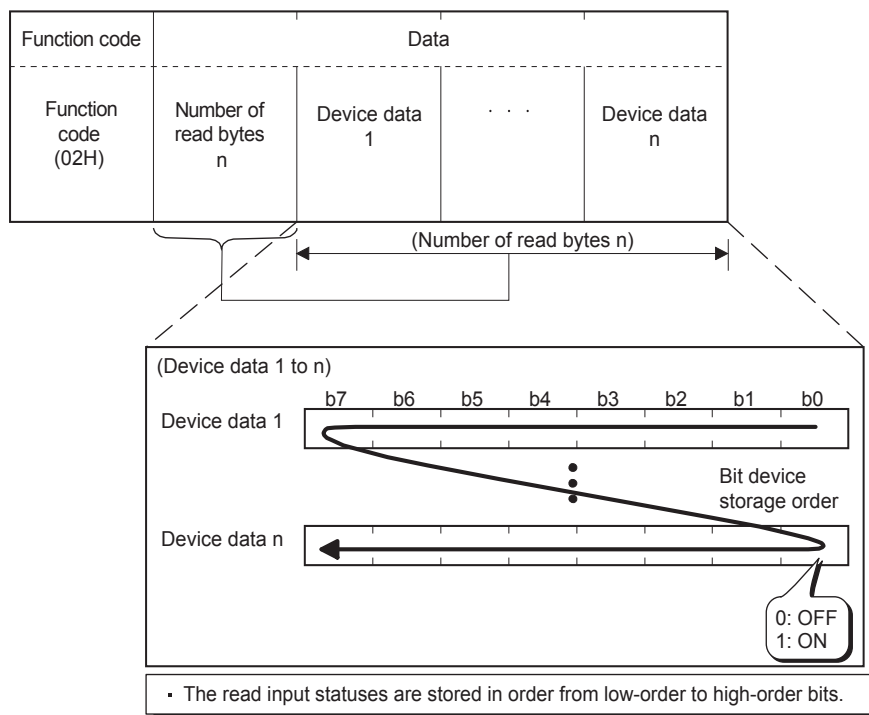 Function code Data
Function
code
(02H)
Number of
read bytes
n
Device data
1
. . .
Device data
n
(Number of read bytes n)
(Device data 1 to n)
b7 b6 b5 b4 b3 b2 b1 b0
Device data 1
Bit device
storage order
Device data n
0: OFF
1: ON
▪ The read input statuses are stored in order from low-order to high-order bits.